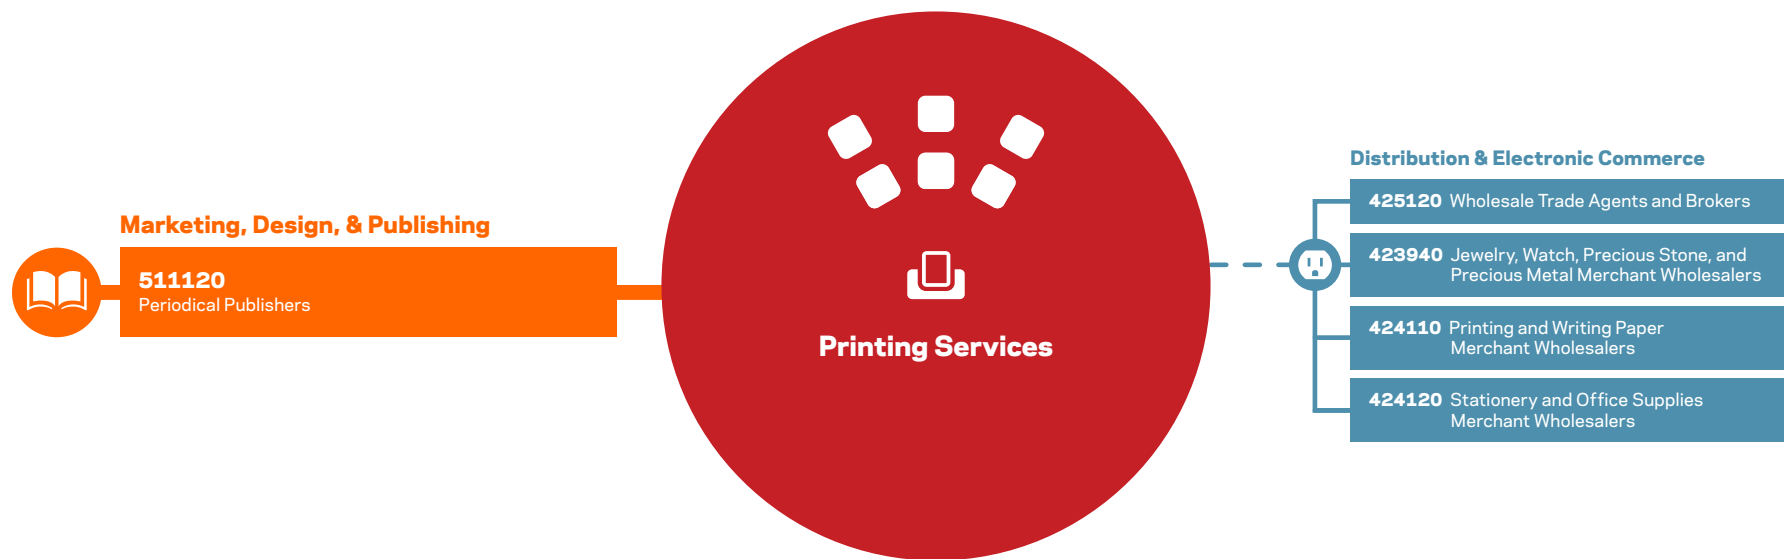 Marketing, Design, & Publishing
511120
Periodical Publishers
Printing Services
Distribution & Electronic Commerce
425120 Wholesale Trade Agents and Brokers
423940 Jewelry, Watch, Precious Stone, and
Precious Metal Merchant Wholesalers
424110 Printing and Writing Paper
Merchant Wholesalers
424120 Stationery and Office Supplies
Merchant Wholesalers